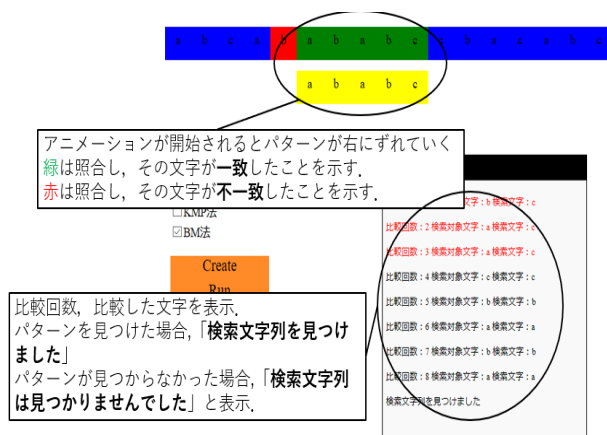 a b c a b a b a b c c b a c a b c
a b a b c
アニメーションが開始されるとパターンが右にずれていく
緑は照合し，その文字が一致したことを示す．
赤は照合し，その文字が不一致したことを示す．
□KMP法
☑BM法
Create
Run
文字：b 検索文字：c
比較回数：2 検索対象文字：a 検索文字：c
比較回数：3 検索対象文字：a 検索文字：c
比較回数：4 検索対象文字：c 検索文字：c
比較回数：5 検索対象文字：b 検索文字：b
比較回数：6 検索対象文字：a 検索文字：a
比較回数：7 検索対象文字：b 検索文字：b
比較回数：8 検索対象文字：a 検索文字：a
検索文字列を見つけました
比較回数，比較した文字を表示．
パターンを見つけた場合，「検索文字列を見つけ
ました」
パターンが見つからなかった場合，「検索文字列
は見つかりませんでした」と表示．